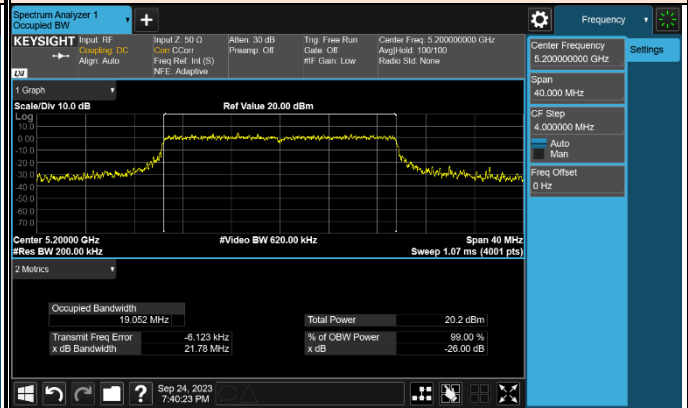 Spectrum Analyzer 1
Occupied BW
+
Frequency
KEYSIGHT
Input: RF
Coupling: DC
Align: Auto
Input Z: 50 Ω
Corr CCorr
Freq Ref: Int (S)
NFE: Adaptive
Atten: 30 dB
Preamp: Off
Trig: Free Run
Gate: Off
#IF Gain: Low
Center Freq: 5.200000000 GHz
Avg|Hold: 100/100
Radio Std: None
LXI
Center Frequency
5.200000000 GHz
Settings
Span
40.000 MHz
CF Step
4.000000 MHz
Auto
Man
Freq Offset
0 Hz
1 Graph
Scale/Div 10.0 dB
Ref Value 20.00 dBm
Log
10.0
0.00
-10.0
-20.0
-30.0
-40.0
-50.0
-60.0
-70.0
Center 5.20000 GHz
#Video BW 620.00 kHz
Span 40 MHz
#Res BW 200.00 kHz
Sweep 1.07 ms (4001 pts)
2 Metrics
Occupied Bandwidth
19.052 MHz
Total Power
20.2 dBm
Transmit Freq Error
-6.123 kHz
% of OBW Power
99.00 %
x dB Bandwidth
21.78 MHz
x dB
-26.00 dB
?
Sep 24, 2023
7:40:23 PM